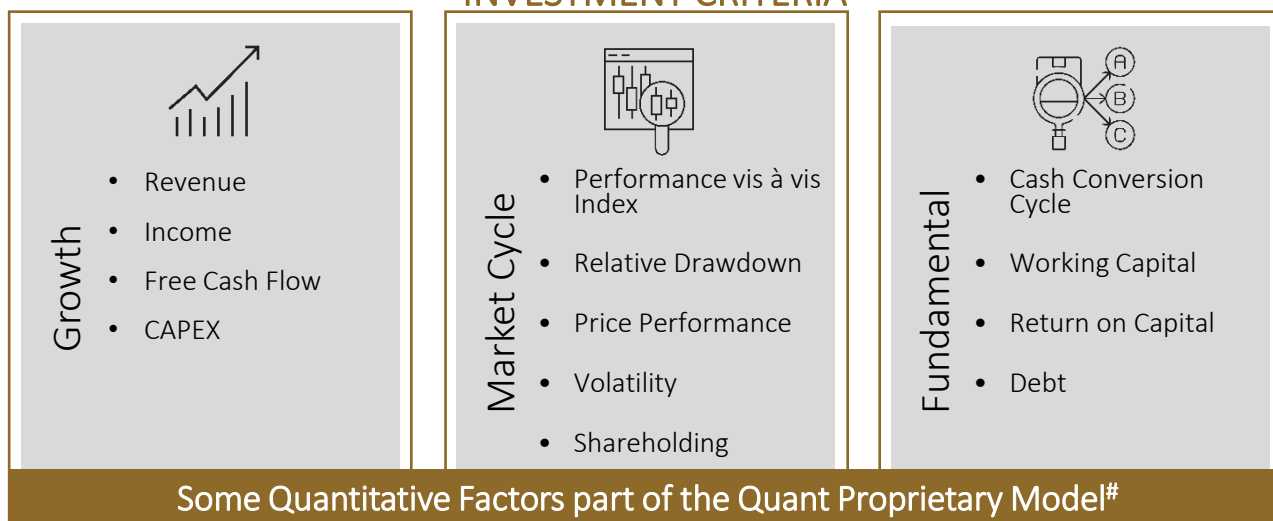 INVESTMENT CRITERIA
Growth
• Revenue
• Income
• Free Cash Flow
• CAPEX
Market Cycle
• Performance vis à vis
Index
• Relative Drawdown
• Price Performance
• Volatility
• Shareholding
A
B
C
Fundamental
• Cash Conversion
Cycle
• Working Capital
• Return on Capital
• Debt
Some Quantitative Factors part of the Quant Proprietary Model#